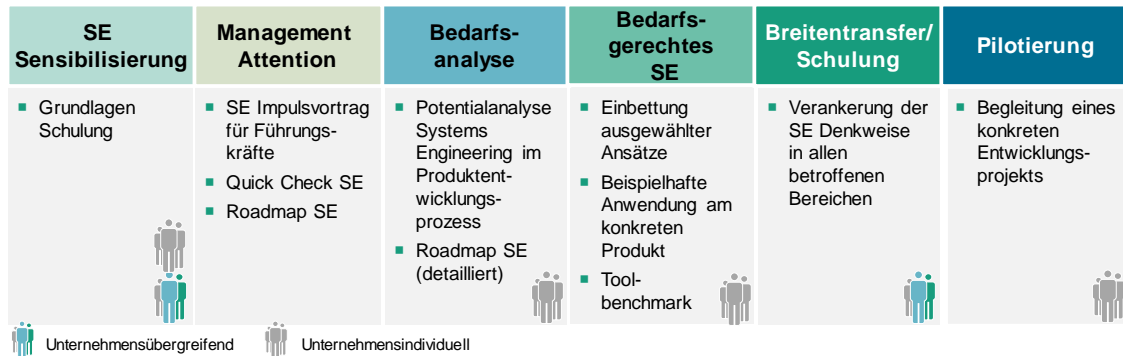 SE
Sensibilisierung
Management
Attention
Bedarfs-
analyse
Bedarfs-
gerechtes
SE
Breitentransfer/
Schulung
Pilotierung
Grundlagen
Schulung
SE Impulsvortrag
für Führungs-
kräfte
Quick Check SE
Roadmap SE
Potentialanalyse
Systems
Engineering im
Produktent-
wicklungs-
prozess
Roadmap SE
(detailliert)
Einbettung
ausgewählter
Ansätze
Beispielhafte
Anwendung am
konkreten
Produkt
Tool-
benchmark
Verankerung der
SE Denkweise
in allen
betroffenen
Bereichen
Begleitung eines
konkreten
Entwicklungs-
projekts
Unternehmensübergreifend
Unternehmensindividuell